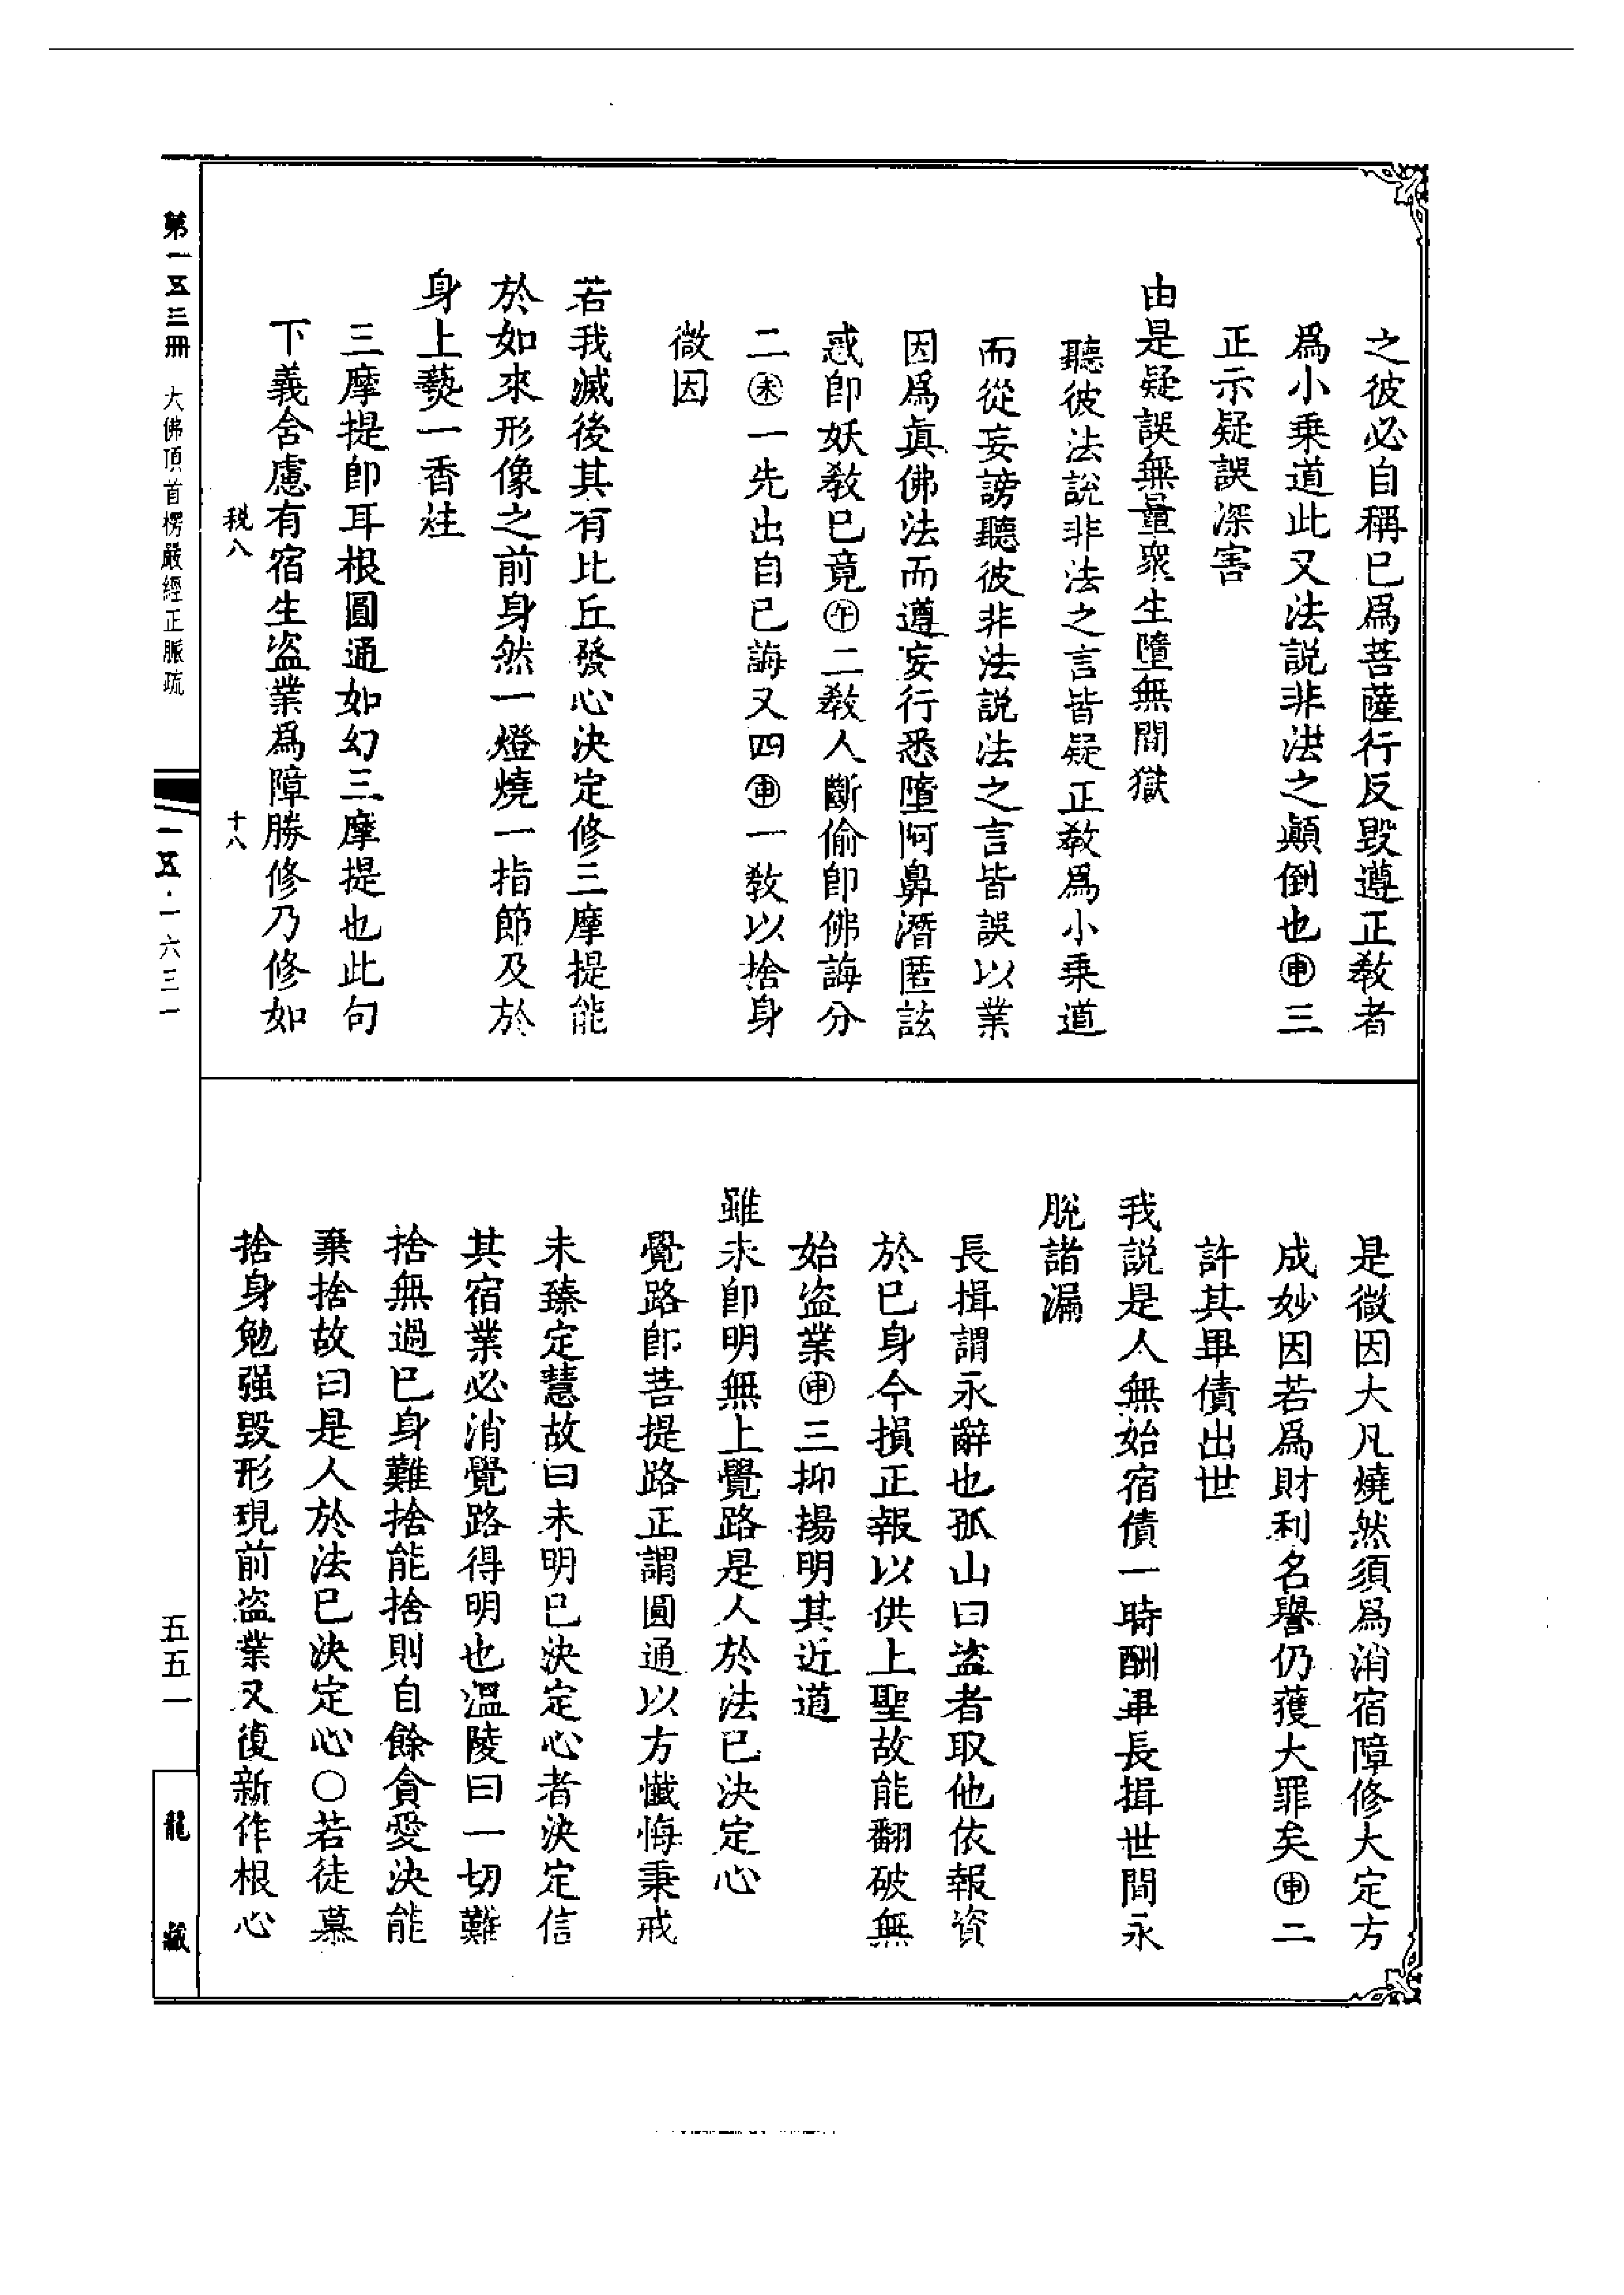 之彼必自稱已爲菩薩行反毀遵正教者
爲小乗道此又法説非法之顚倒也㊥三
正示疑誤深害
由是疑誤無量衆生墮無間獄
聽彼法說非法之言皆疑正教爲小乗道
而從妄謗聽彼非法説法之言皆誤以業
因爲眞佛法而遵妄行悉墮阿鼻潛匿詃
惑卽妖教已竟㊤二教人斷偷卽佛誨分
二㊍一先出自已誨又四㊥一教以捨身
微因
若我滅後其有比丘發心決定修三摩提能
於如來形像之前身然一燈燒一指節及於
身上爇一香炷
三摩提卽耳根圓通如幻三摩提也此句
下義含慮有宿生盜業爲障勝修乃修如
税八
十八
是微因大凡燒然須爲消宿障修大定方
成妙因若爲財利名譽仍獲大罪矣㊥二
許其畢債出世
我説是人無始宿債一時酬畢長揖世間永
脱諸漏
長揖謂永辭也孤山曰盜者取他依報資
於已身今損正報以供上聖故能翻破無
始盜業㊥三抑揚明其近道
雖未卽明無上覺路是人於法已決定心
覺路卽菩提路正謂圓通以方懺悔秉戒
未臻定慧故曰未明已決定心者決定信
其宿業必消覺路得明也溫陵曰一切難
捨無過已身難捨能捨則自餘貪愛決能
棄捨故曰是人於法已決定心〇若徒慕
捨身勉强毀形現前盜業又復新作根心
第一五三冊 大佛頂首楞嚴經正脈疏
一五·一六三一
五五一
龍藏